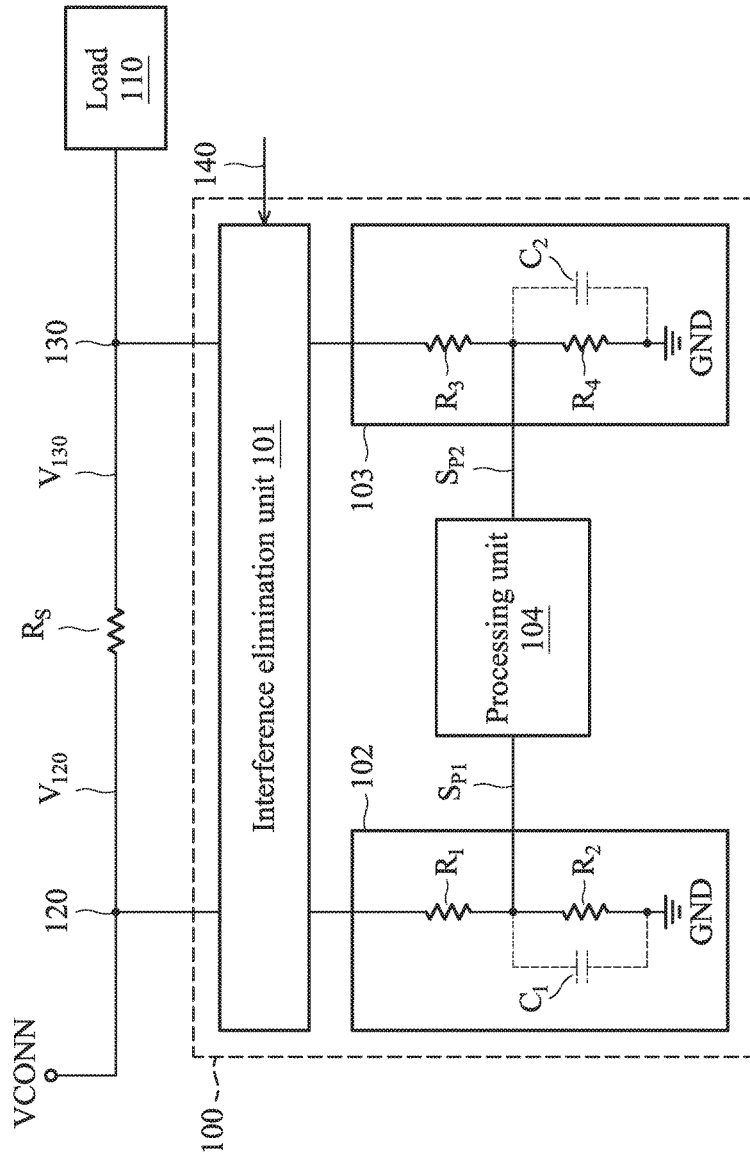 VCONN
120
V120
RS
V130
130
Load
110
100
140
Interference elimination unit 101
102
R1
R2
C1
GND
SP1
Processing unit
104
SP2
103
R3
R4
C2
GND